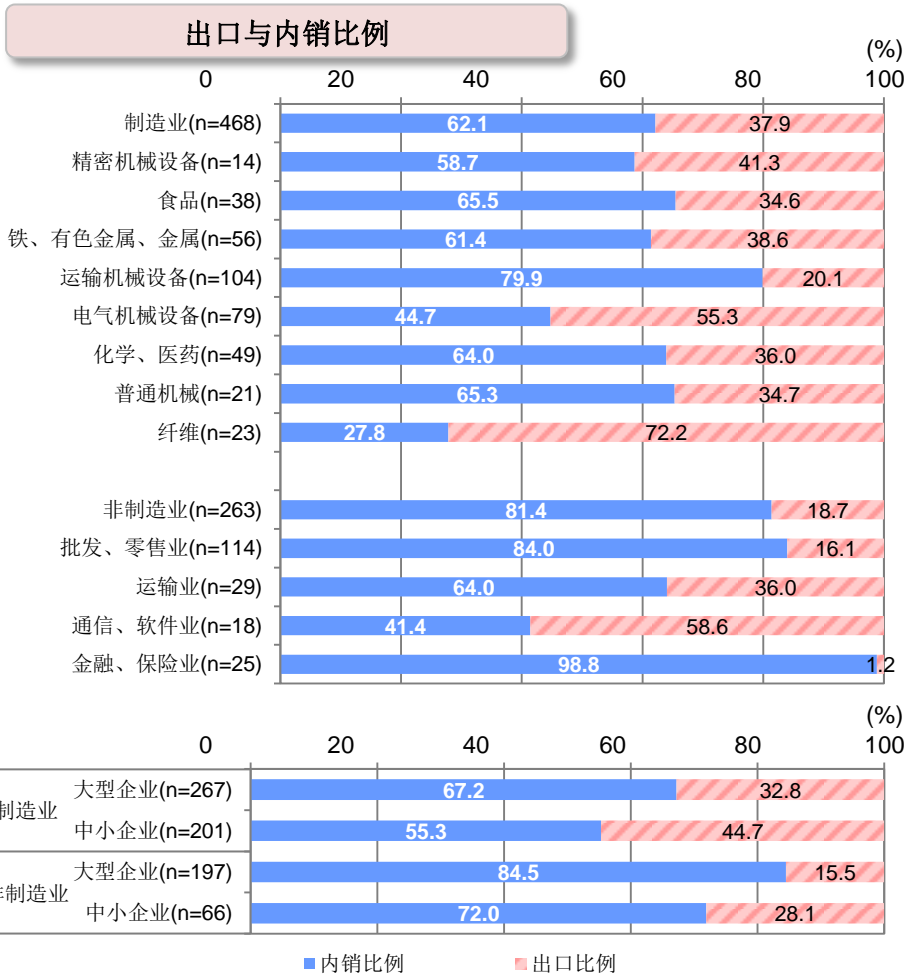 出口与内销比例
(%)
0 20 40 60 80 100
制造业(n=468) 62.1 37.9
精密机械设备(n=14) 58.7 41.3
食品(n=38) 65.5 34.6
铁、有色金属、金属(n=56) 61.4 38.6
运输机械设备(n=104) 79.9 20.1
电气机械设备(n=79) 44.7 55.3
化学、医药(n=49) 64.0 36.0
普通机械(n=21) 65.3 34.7
纤维(n=23) 27.8 72.2
非制造业(n=263) 81.4 18.7
批发、零售业(n=114) 84.0 16.1
运输业(n=29) 64.0 36.0
通信、软件业(n=18) 41.4 58.6
金融、保险业(n=25) 98.8 1.2
(%)
0 20 40 60 80 100
制造业
大型企业(n=267) 67.2 32.8
中小企业(n=201) 55.3 44.7
非制造业
大型企业(n=197) 84.5 15.5
中小企业(n=66) 72.0 28.1
内销比例 出口比例